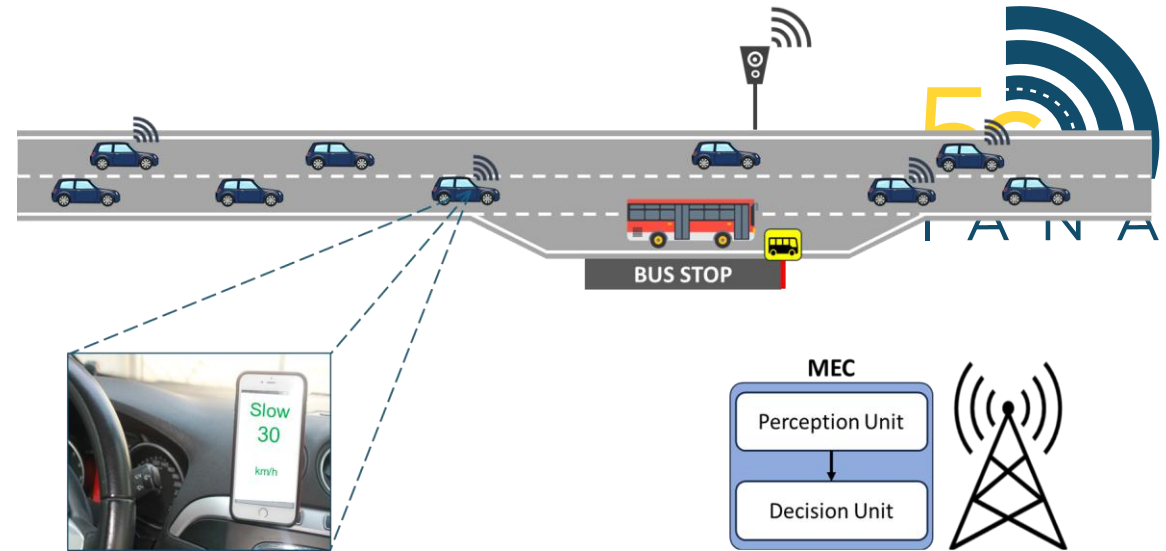 BUS STOP
Slow
30
km/h
MEC
Perception Unit
Decision Unit